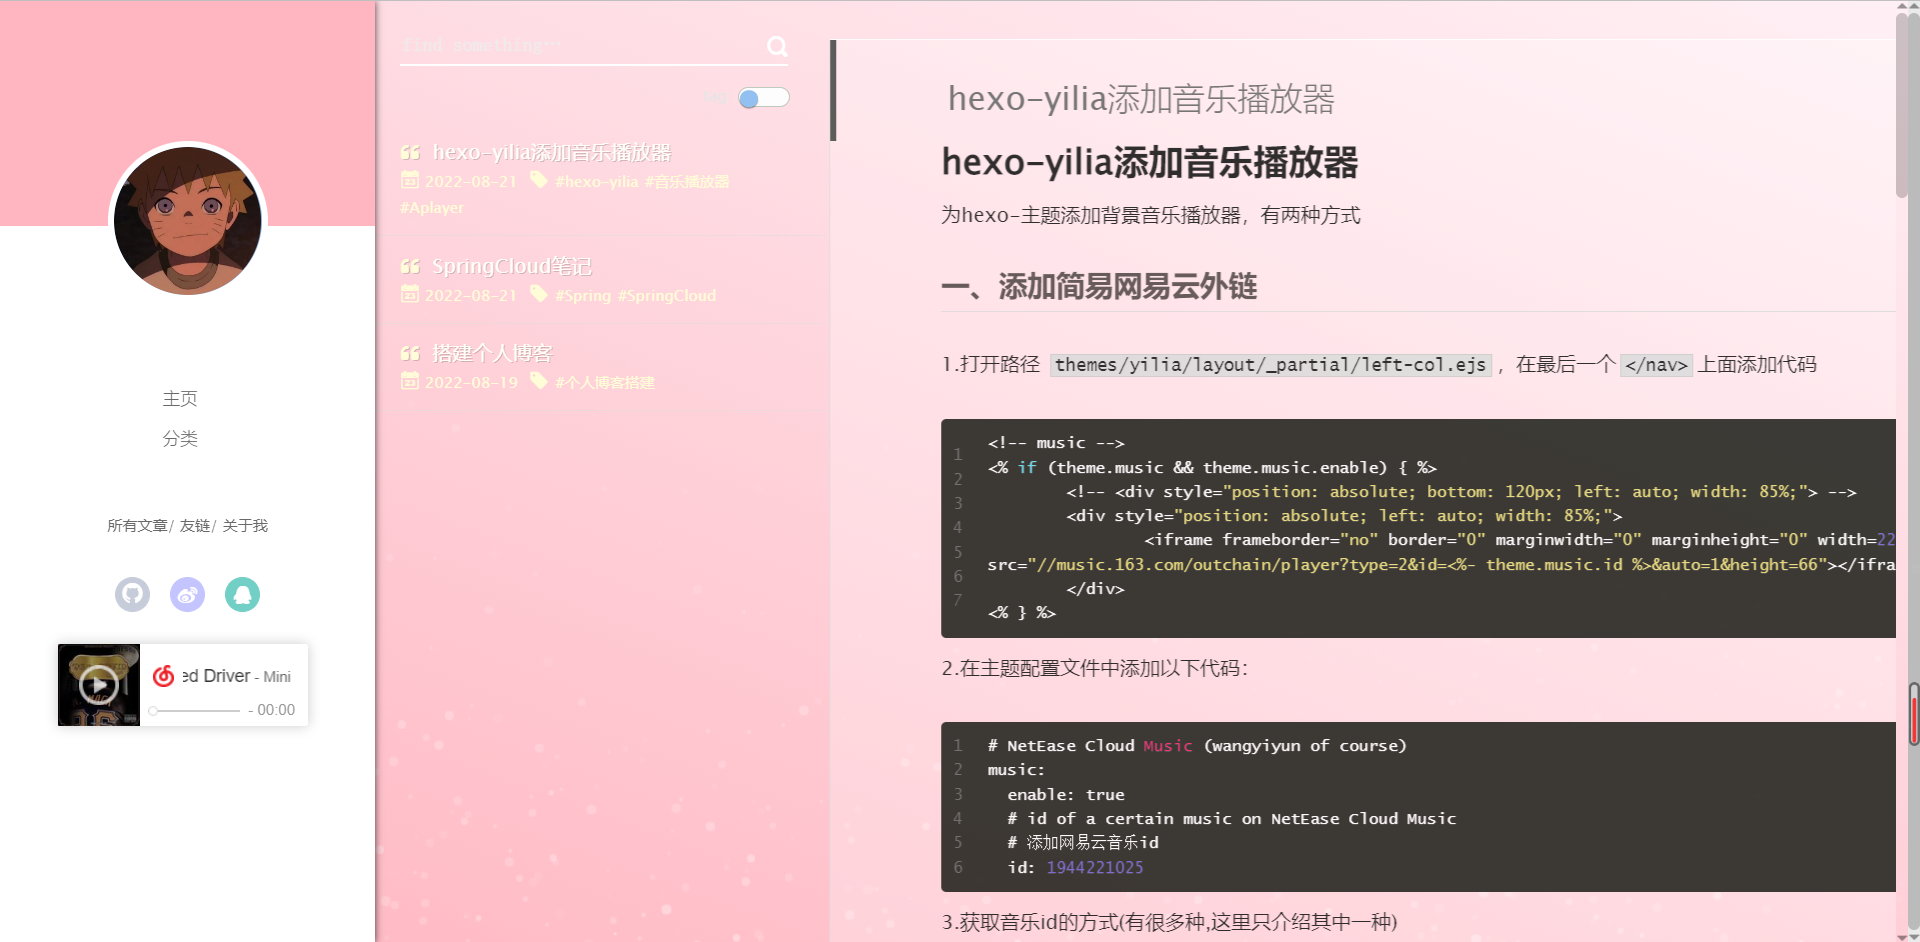 主页
分类
所有文章/ 友链/ 关于我
ed Driver - Mini
- 00:00
find something…
hexo-yilia添加音乐播放器
2022-08-21 #hexo-yilia #音乐播放器
#Aplayer
SpringCloud笔记
2022-08-21 #Spring #SpringCloud
搭建个人博客
2022-08-19 #个人博客搭建
hexo-yilia添加音乐播放器
hexo-yilia添加音乐播放器
为hexo-主题添加背景音乐播放器，有两种方式
一、添加简易网易云外链
1.打开路径 themes/yilia/layout/_partial/left-col.ejs ，在最后一个 </nav> 上面添加代码
1 <!-- music -->
2 <% if (theme.music && theme.music.enable) { %>
3 <!-- <div style="position: absolute; bottom: 120px; left: auto; width: 85%;"> -->
4 <div style="position: absolute; left: auto; width: 85%;">
5 <iframe frameborder="no" border="0" marginwidth="0" marginheight="0" width=22
6 src="//music.163.com/outchain/player?type=2&id=<%- theme.music.id %>&auto=1&height=66"></ifra
7 </div>
<% } %>
2.在主题配置文件中添加以下代码：
1 # NetEase Cloud Music (wangyiyun of course)
2 music:
3 enable: true
4 # id of a certain music on NetEase Cloud Music
5 # 添加网易云音乐id
6 id: 1944221025
3.获取音乐id的方式(有很多种,这里只介绍其中一种)